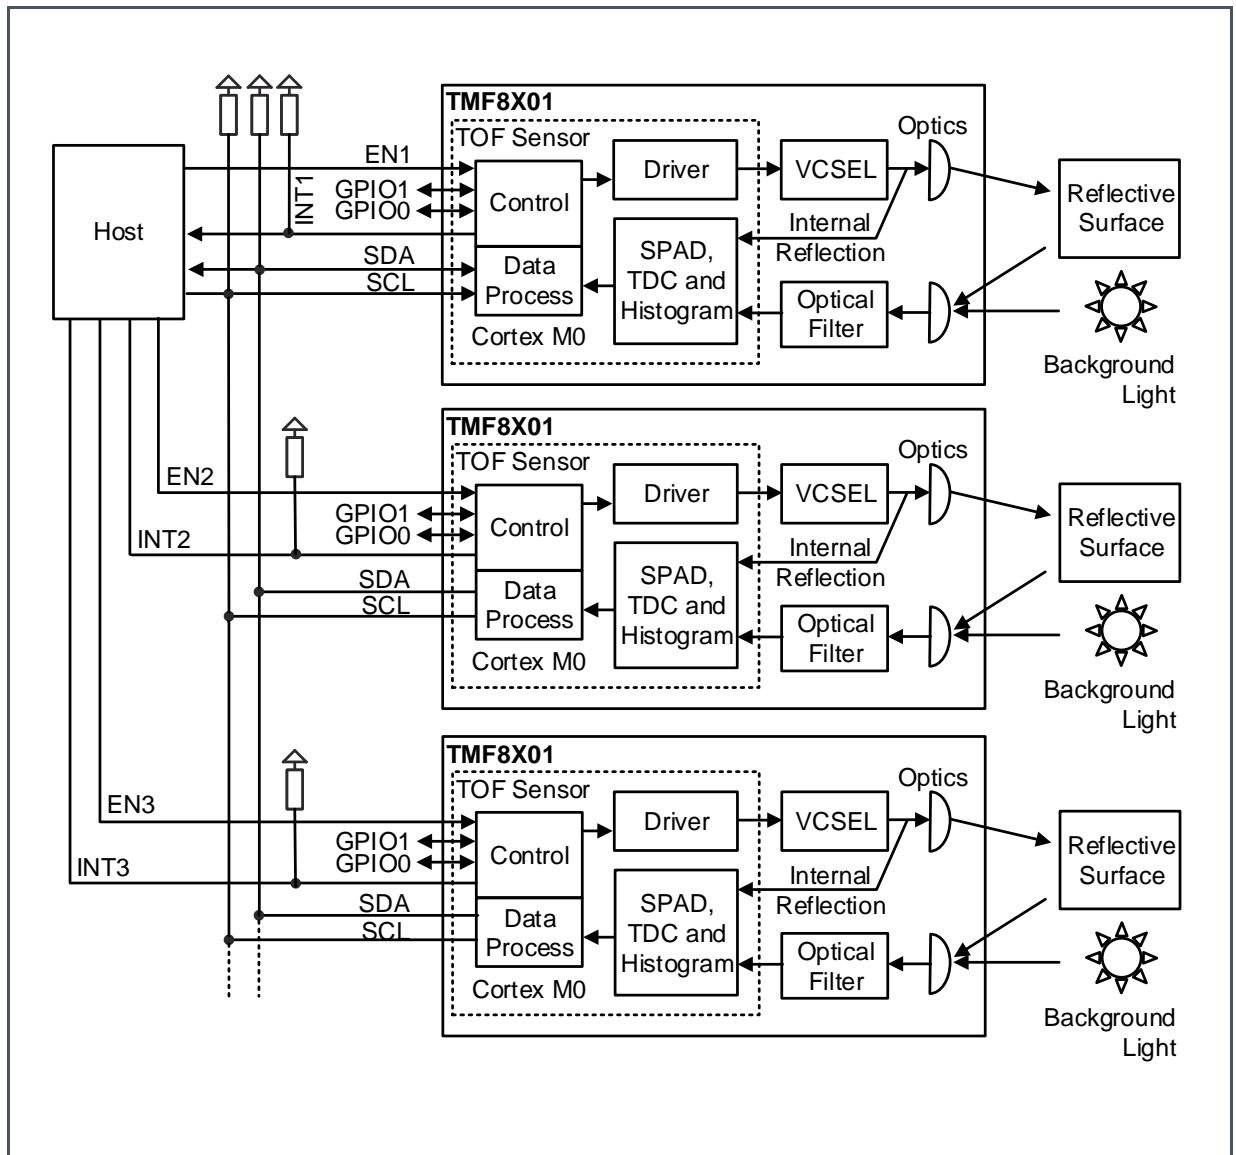 TMF8X01
TOF Sensor
Optics
EN1
Driver
VCSEL
GPIO1
GPIO0
INT1
Control
Reflective
Surface
Host
Internal
Reflection
SDA
SCL
Data
Process
SPAD,
TDC and
Histogram
Optical
Filter
Cortex M0
Background
Light
TMF8X01
TOF Sensor
Optics
EN2
Driver
VCSEL
GPIO1
GPIO0
Control
Reflective
Surface
INT2
Internal
Reflection
SDA
SCL
Data
Process
SPAD,
TDC and
Histogram
Optical
Filter
Cortex M0
Background
Light
TMF8X01
TOF Sensor
Optics
EN3
Driver
VCSEL
GPIO1
GPIO0
Control
Reflective
Surface
INT3
Internal
Reflection
SDA
SCL
Data
Process
SPAD,
TDC and
Histogram
Optical
Filter
Cortex M0
Background
Light